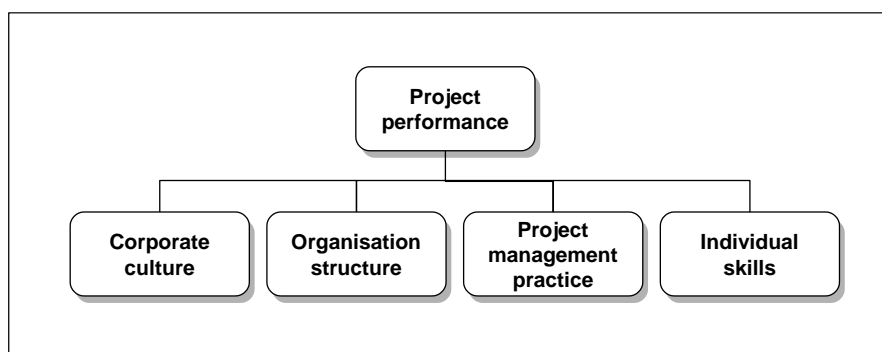 Project
performance
Corporate
culture
Organisation
structure
Project
management
practice
Individual
skills